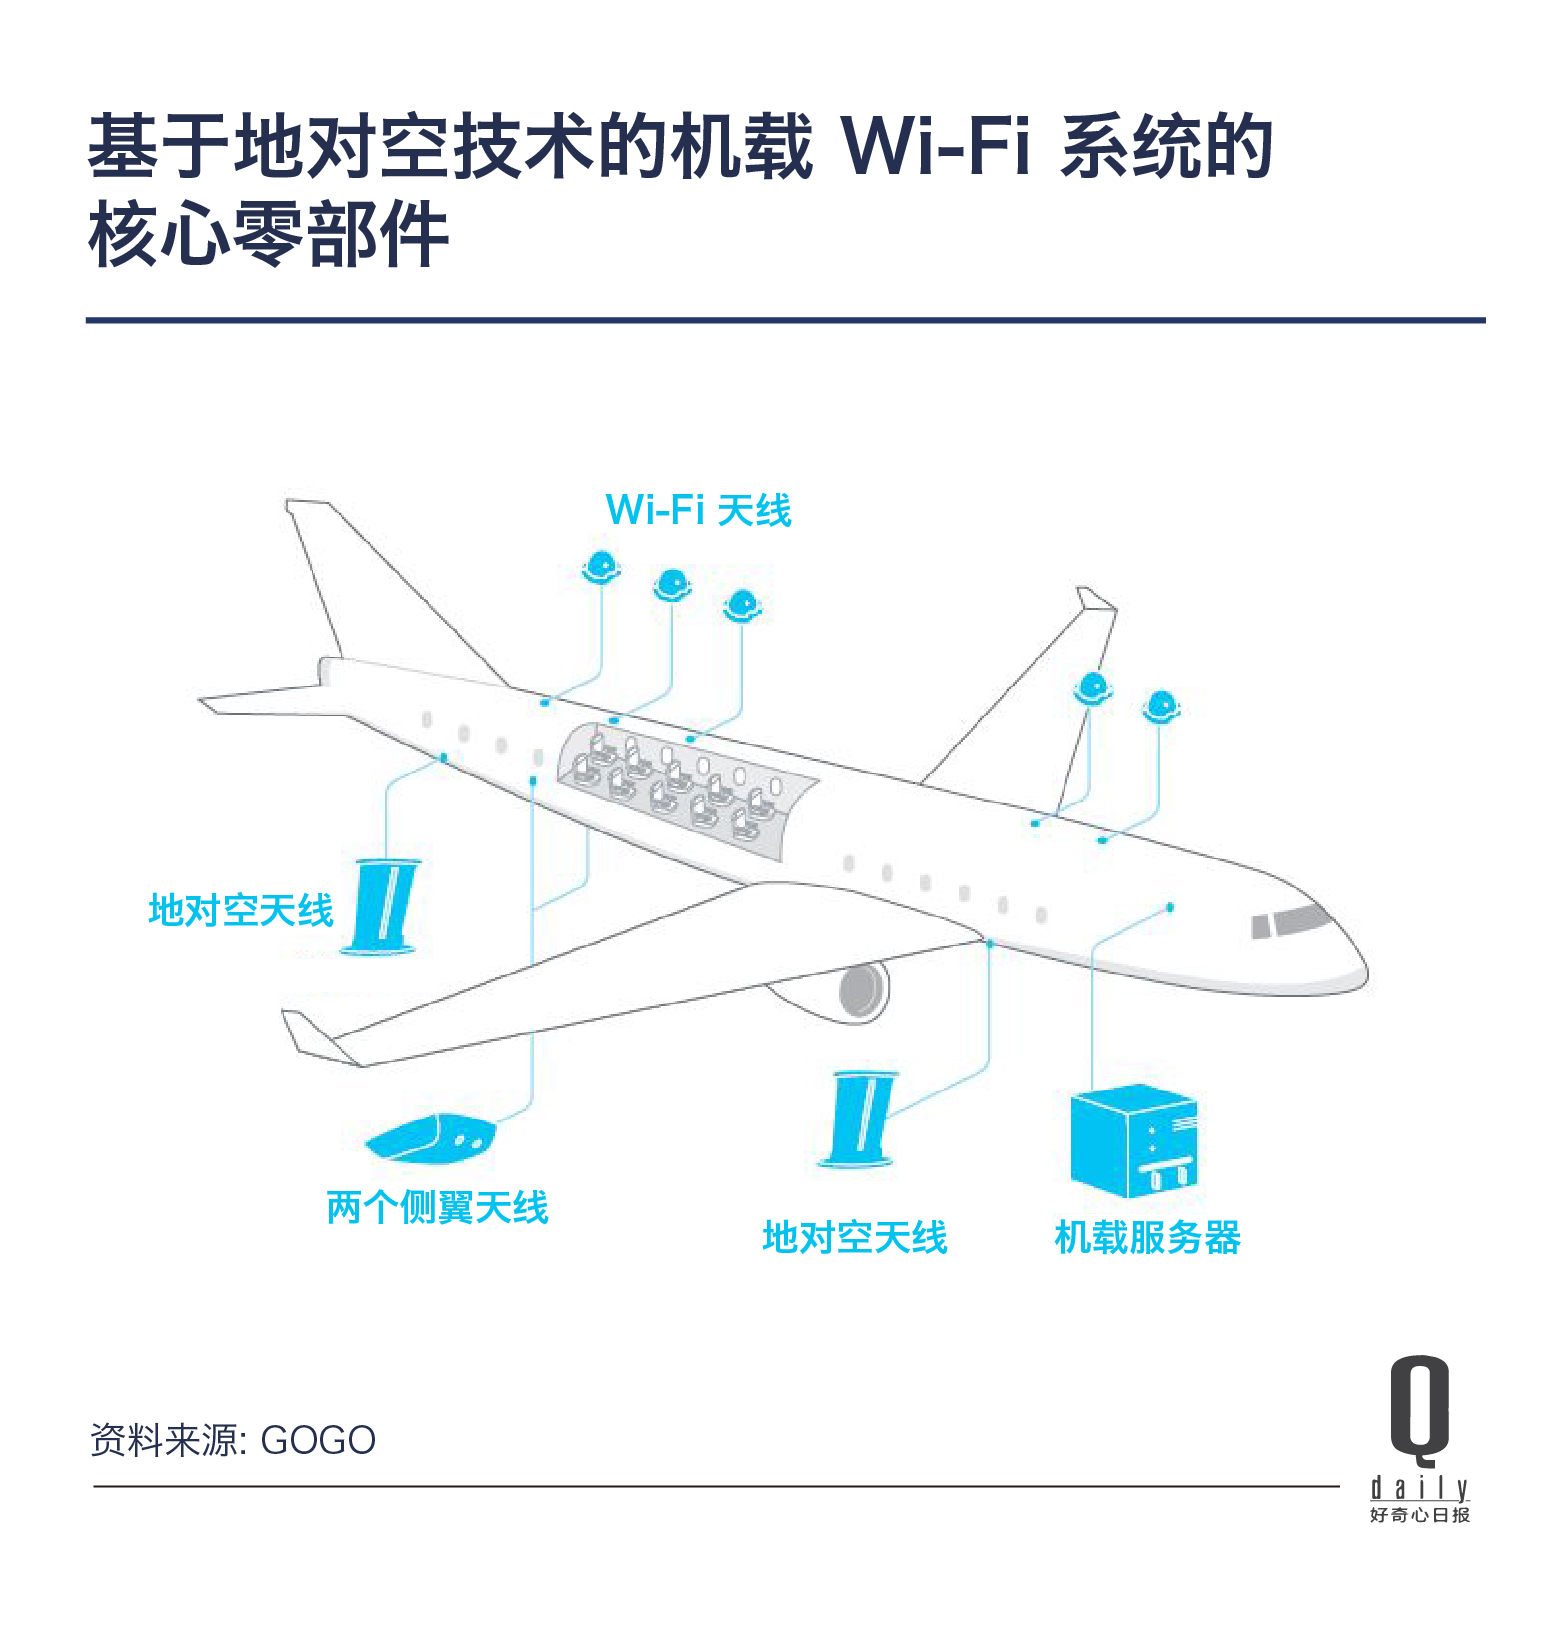 基于地对空技术的机载 Wi-Fi 系统的
核心零部件
Wi-Fi 天线
地对空天线
两个侧翼天线
地对空天线
机载服务器
资料来源: GOGO
Q
daily
好奇心日报